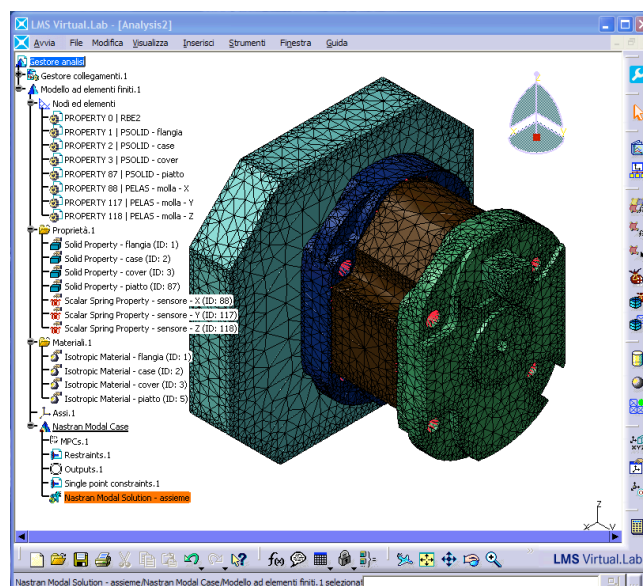 LMS Virtual.Lab - [Analysis2]
Avvia File Modifica Visualizza Inserisci Strumenti Finestra Guida
Gestore analisi
Gestore collegamenti.1
Modello ad elementi finiti.1
Nodi ed elementi
PROPERTY 0 | RBE2
PROPERTY 1 | PSOLID - flangia
PROPERTY 2 | PSOLID - case
PROPERTY 3 | PSOLID - cover
PROPERTY 87 | PSOLID - piatto
PROPERTY 88 | PELAS - molla - X
PROPERTY 117 | PELAS - molla - Y
PROPERTY 118 | PELAS - molla - Z
Proprietà.1
Solid Property - flangia (ID: 1)
Solid Property - case (ID: 2)
Solid Property - cover (ID: 3)
Solid Property - piatto (ID: 87)
Scalar Spring Property - sensore - X (ID: 88)
Scalar Spring Property - sensore - Y (ID: 117)
Scalar Spring Property - sensore - Z (ID: 118)
Materiali.1
Isotropic Material - flangia (ID: 1)
Isotropic Material - case (ID: 2)
Isotropic Material - cover (ID: 3)
Isotropic Material - piatto (ID: 5)
Assi.1
Nastran Modal Case
MPCs.1
Restraints.1
Outputs.1
Single point constraints.1
Nastran Modal Solution - assieme
z
x y
LMS Virtual.Lab
Nastran Modal Solution - assieme/Nastran Modal Case/Modello ad elementi finiti.1 selezionat